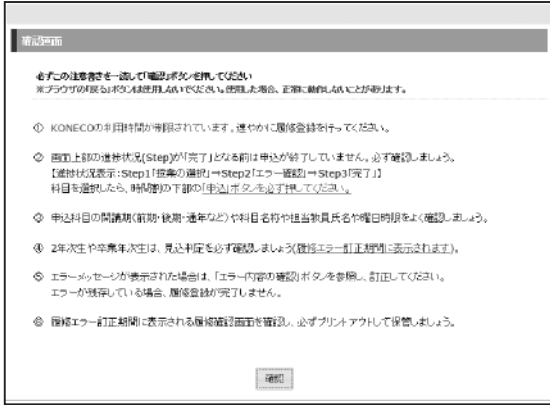 確認画面
必ずこの注意書きを一読して「確認」ボタンを押してください
※ブラウザの「戻る」ボタンは使用しないでください。使用した場合、正常に動作しないことがあります。
① KONECOの利用時間が制限されています。速やかに履修登録を行ってください。
② 画面上部の進捗状況(Step)が「完了」となる前は申込が終了していません。必ず確認しましょう。
【進捗状況表示：Step1「授業の選択」⇒Step2「エラー確認」⇒Step3「完了」】
科目を選択したら、時間割の下部の「申込」ボタンを必ず押してください。
③ 申込科目の開講期(前期・後期・通年など)や科目名称や担当教員氏名や曜日時限をよく確認しましょう。
④ 2年次生や卒業年次生は、見込判定を必ず確認しましょう(履修エラー訂正期間に表示されます)。
⑤ エラーメッセージが表示された場合は、「エラー内容の確認」ボタンを参照し、訂正してください。
エラーが残存している場合、履修登録が完了しません。
⑥ 履修エラー訂正期間に表示される履修確認画面を確認し、必ずプリントアウトして保管しましょう。
確認